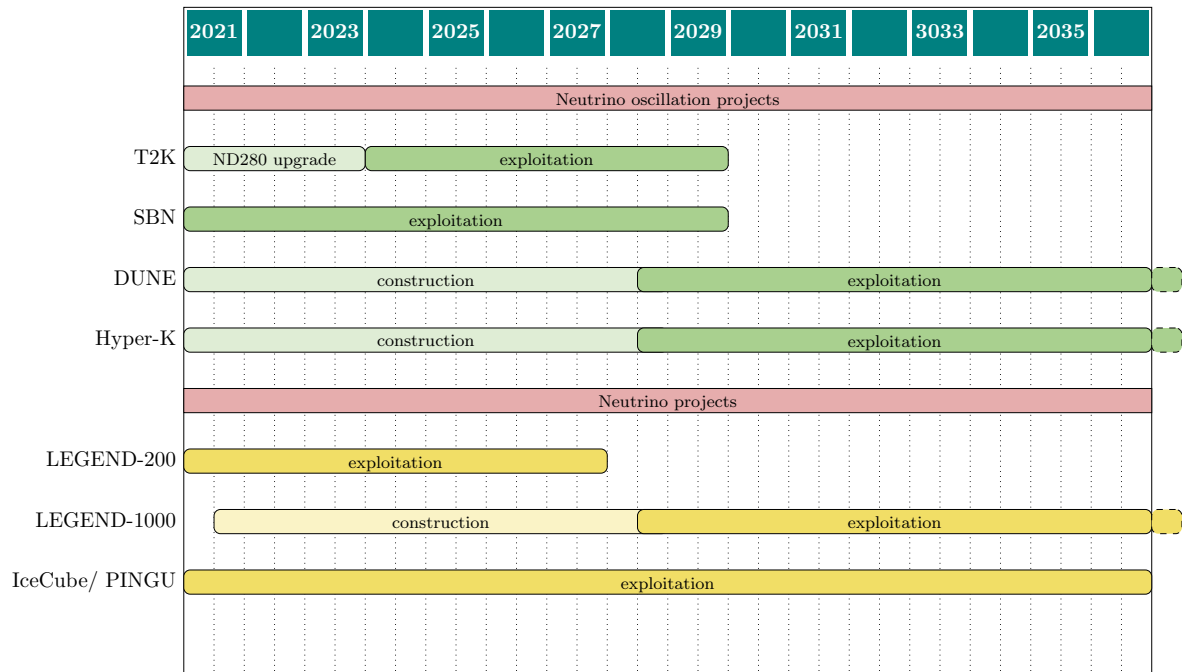 2021 2023 2025 2027 2029 2031 3033 2035
Neutrino oscillation projects
T2K ND280 upgrade exploitation
SBN exploitation
DUNE construction exploitation
Hyper-K construction exploitation
Neutrino projects
LEGEND-200 exploitation
LEGEND-1000 construction exploitation
IceCube/ PINGU exploitation